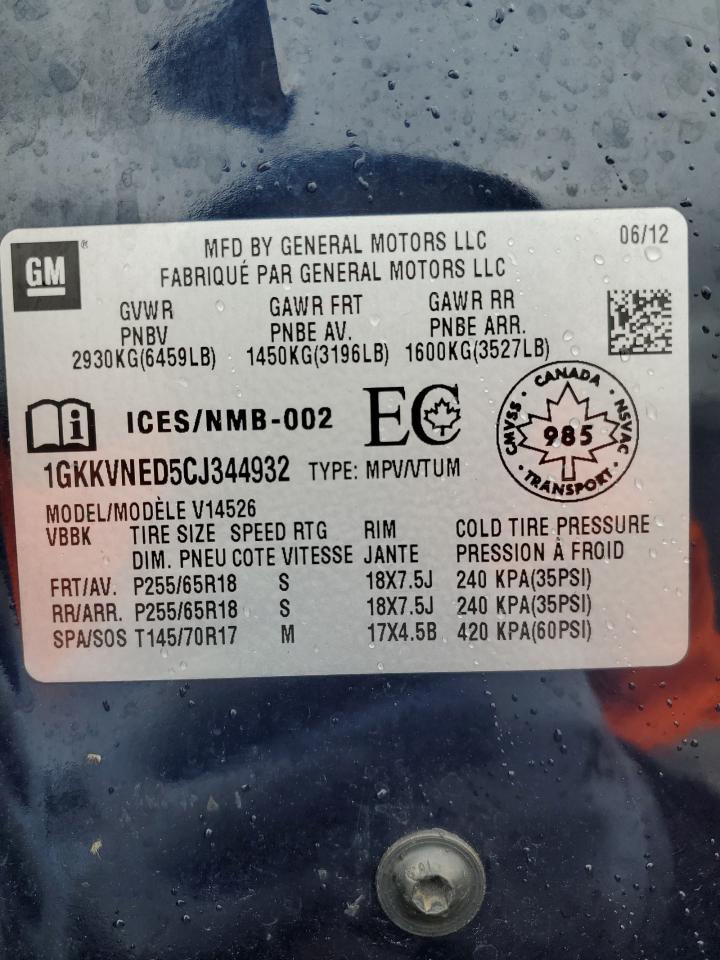 GM ®
MFD BY GENERAL MOTORS LLC
06/12
FABRIQUÉ PAR GENERAL MOTORS LLC
GVWR GAWR FRT GAWR RR
PNBV PNBE AV. PNBE ARR.
2930KG(6459LB) 1450KG(3196LB) 1600KG(3527LB)
i ICES/NMB-002 EC
CANADA
CMVSS · NSVAC
985
TRANSPORT
1GKKVNED5CJ344932 TYPE: MPV/VTUM
MODEL/MODÈLE V14526
VBBK TIRE SIZE SPEED RTG RIM COLD TIRE PRESSURE
DIM. PNEU COTE VITESSE JANTE PRESSION À FROID
FRT/AV. P255/65R18 S 18X7.5J 240 KPA(35PSI)
RR/ARR. P255/65R18 S 18X7.5J 240 KPA(35PSI)
SPA/SOS T145/70R17 M 17X4.5B 420 KPA(60PSI)